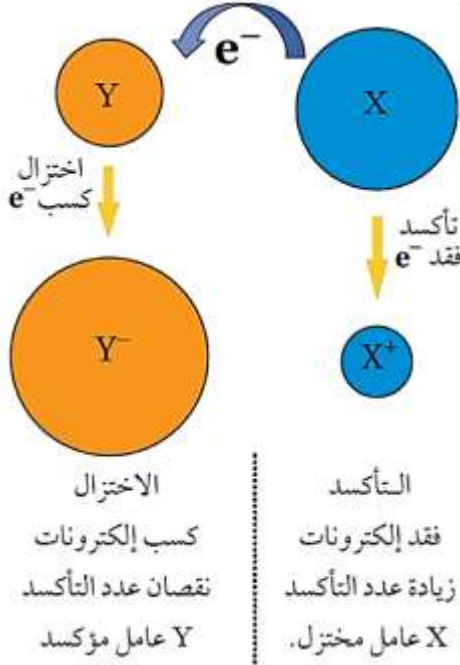 e⁻
X
Y
تأكسد
فقد e⁻
اختزال
كسب e⁻
X⁺
Y⁻
التأكسد
فقد إلكترونات
زيادة عدد التأكسد
X عامل مختزل.
الاختزال
كسب إلكترونات
نقصان عدد التأكسد
Y عامل مؤكسد